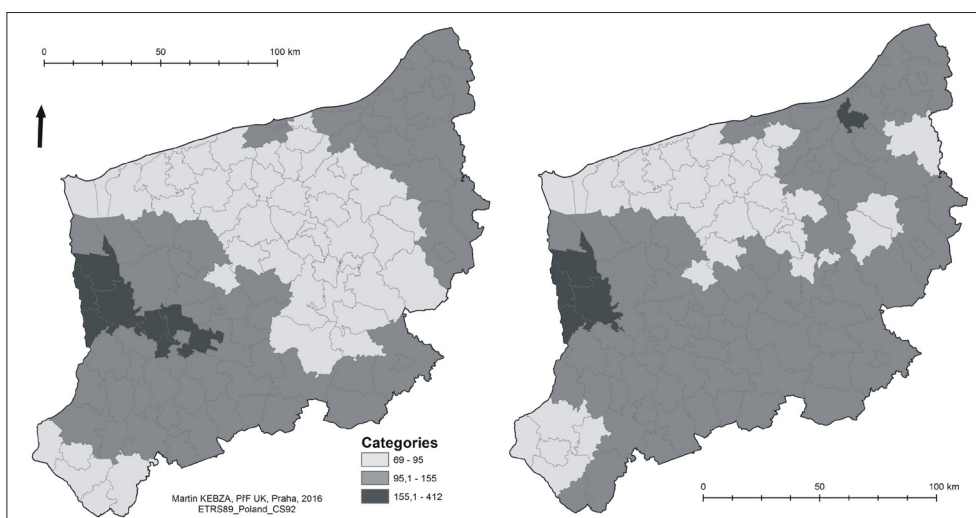 0 50 100 km
Categories
69 - 95
95,1 - 155
155,1 - 412
Martin KEBZA, PřF UK, Praha, 2016
ETRS89_Poland_CS92
0 50 100 km